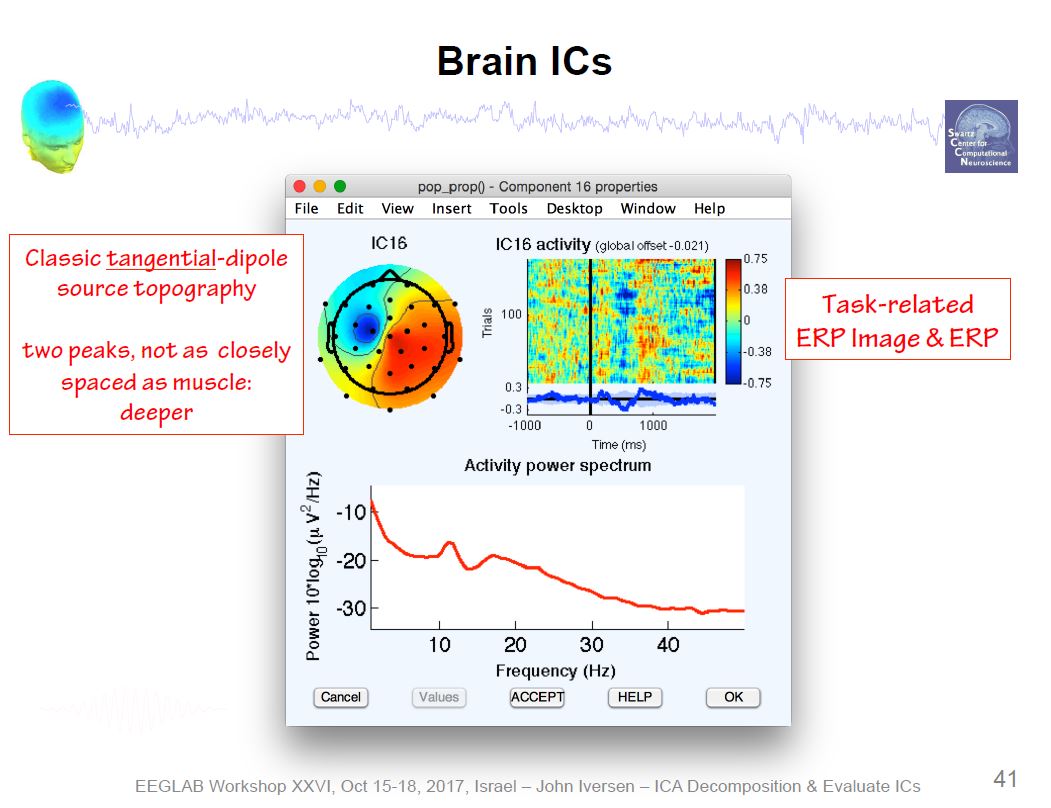 Brain ICs
Swartz
Center for
Computational
Neuroscience
pop_prop() - Component 16 properties
File Edit View Insert Tools Desktop Window Help
Classic tangential-dipole
source topography
two peaks, not as closely
spaced as muscle:
deeper
IC16
IC16 activity (global offset -0.021)
Trials
100
0.75
0.38
0
-0.38
-0.75
0.3
-0.3
-1000 0 1000
Time (ms)
Task-related
ERP Image & ERP
Activity power spectrum
Power 10*log10(μ V2/Hz)
-10
-20
-30
10 20 30 40
Frequency (Hz)
Cancel Values ACCEPT HELP OK
EEGLAB Workshop XXVI, Oct 15-18, 2017, Israel – John Iversen – ICA Decomposition & Evaluate ICs
41